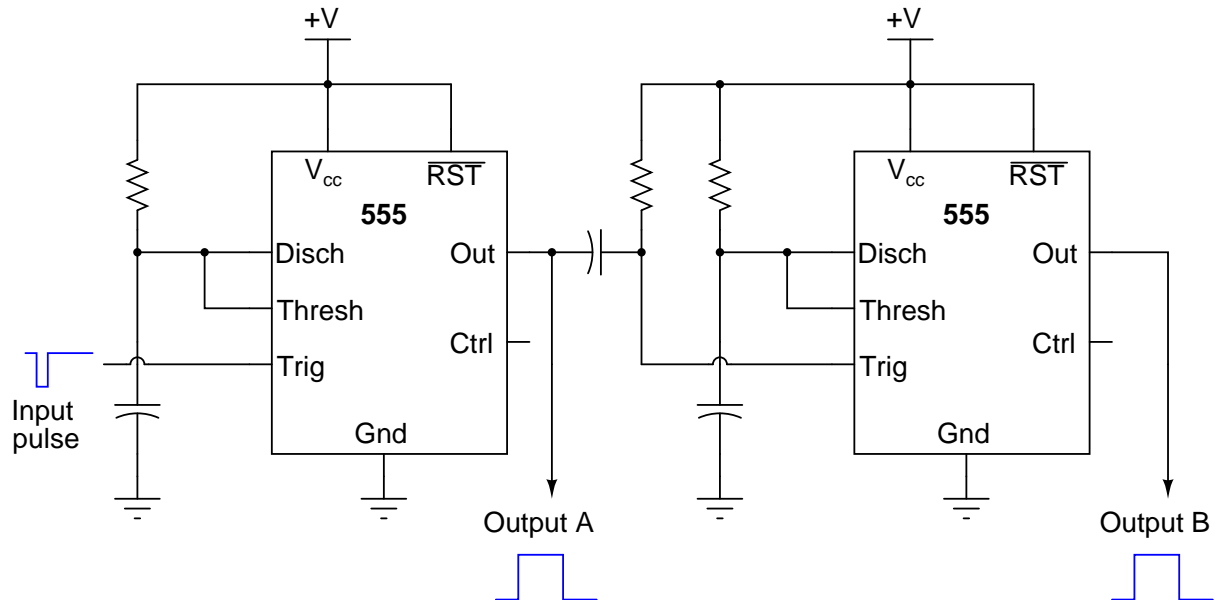 +V
+V
Vcc
RST
555
Disch
Out
Thresh
Ctrl
Trig
Gnd
Vcc
RST
555
Disch
Out
Thresh
Ctrl
Trig
Gnd
Input
pulse
Output A
Output B